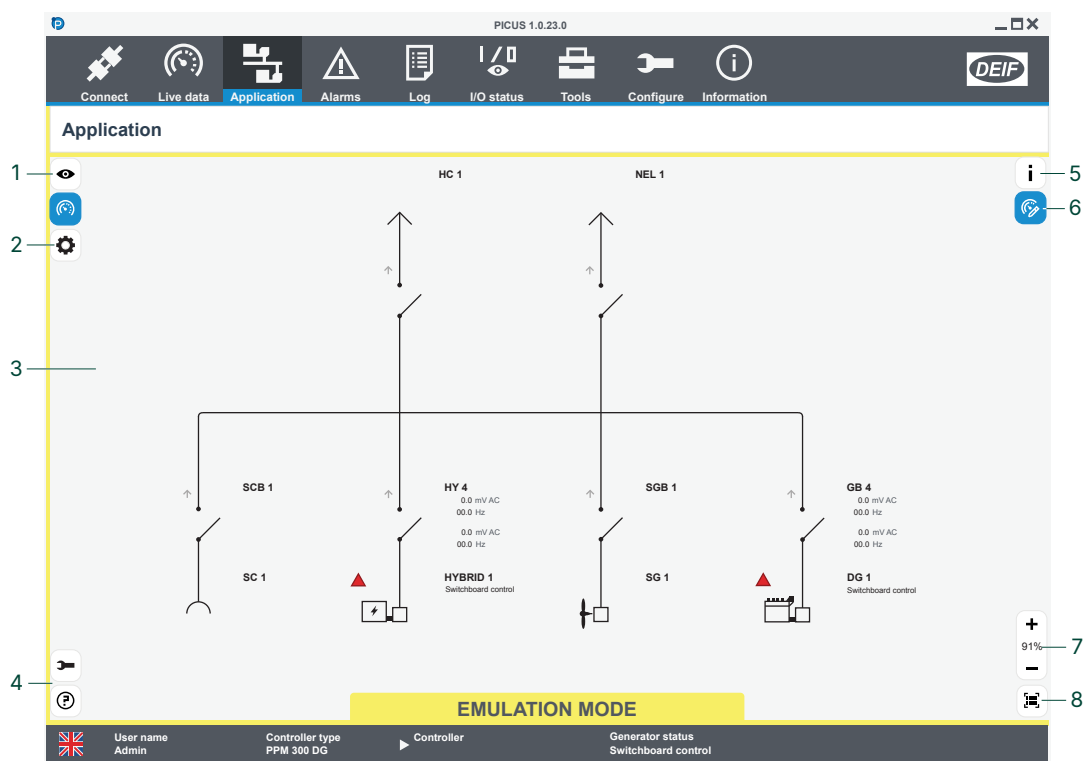 PICUS 1.0.23.0
Connect Live data Application Alarms Log I/O status Tools Configure Information
DEIF
Application
1
2
3
4
5
6
7
8
HC 1 NEL 1
SCB 1
HY 4
0.0 mV AC
00.0 Hz
0.0 mV AC
00.0 Hz
SGB 1
GB 4
0.0 mV AC
00.0 Hz
0.0 mV AC
00.0 Hz
SC 1
HYBRID 1
Switchboard control
SG 1
DG 1
Switchboard control
91%
EMULATION MODE
User name
Admin
Controller type
PPM 300 DG
Controller
Generator status
Switchboard control